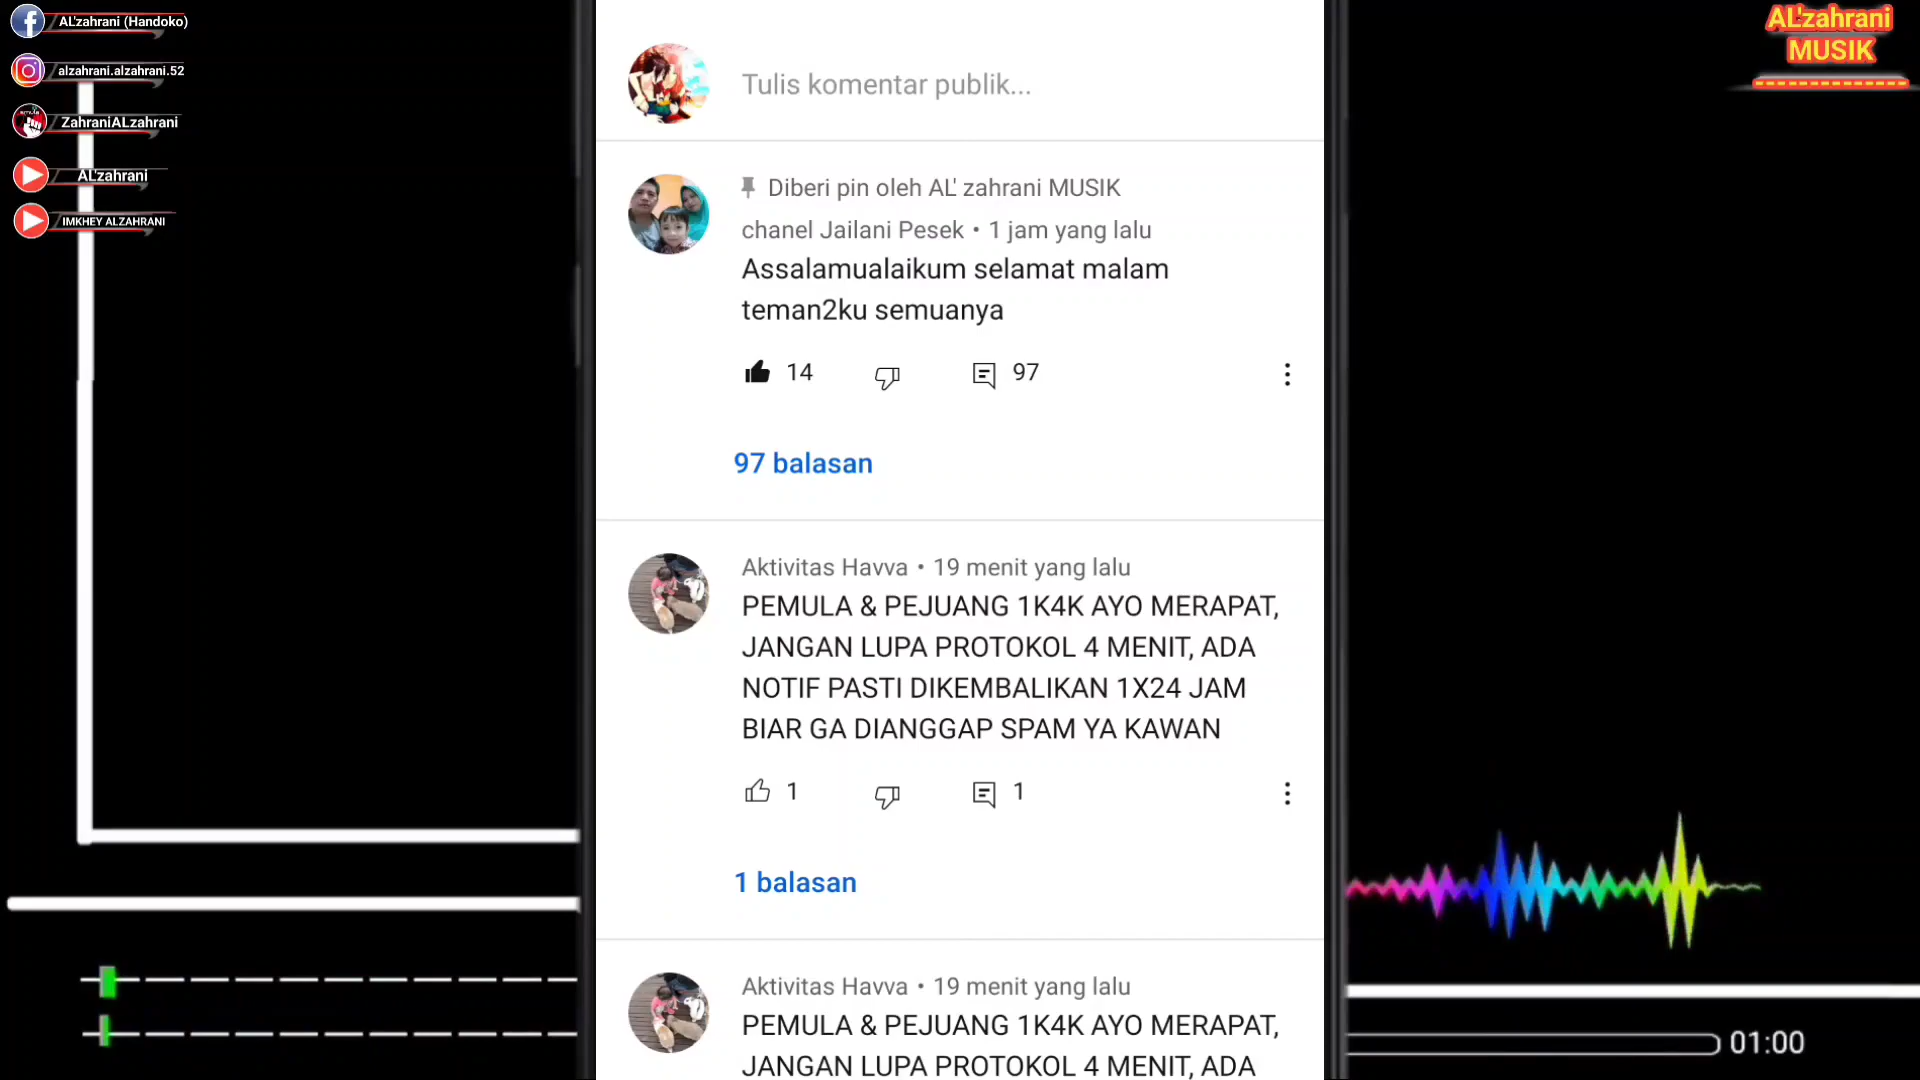 AL'zahrani (Handoko)
alzahrani.alzahrani.52
ZahraniALzahrani
AL'zahrani
IMKHEY ALZAHRANI
AL'zahrani
MUSIK
Tulis komentar publik...
Diberi pin oleh AL' zahrani MUSIK
chanel Jailani Pesek • 1 jam yang lalu
Assalamualaikum selamat malam
teman2ku semuanya
14 97
97 balasan
Aktivitas Havva • 19 menit yang lalu
PEMULA & PEJUANG 1K4K AYO MERAPAT,
JANGAN LUPA PROTOKOL 4 MENIT, ADA
NOTIF PASTI DIKEMBALIKAN 1X24 JAM
BIAR GA DIANGGAP SPAM YA KAWAN
1 1
1 balasan
Aktivitas Havva • 19 menit yang lalu
PEMULA & PEJUANG 1K4K AYO MERAPAT,
JANGAN LUPA PROTOKOL 4 MENIT, ADA
01:00